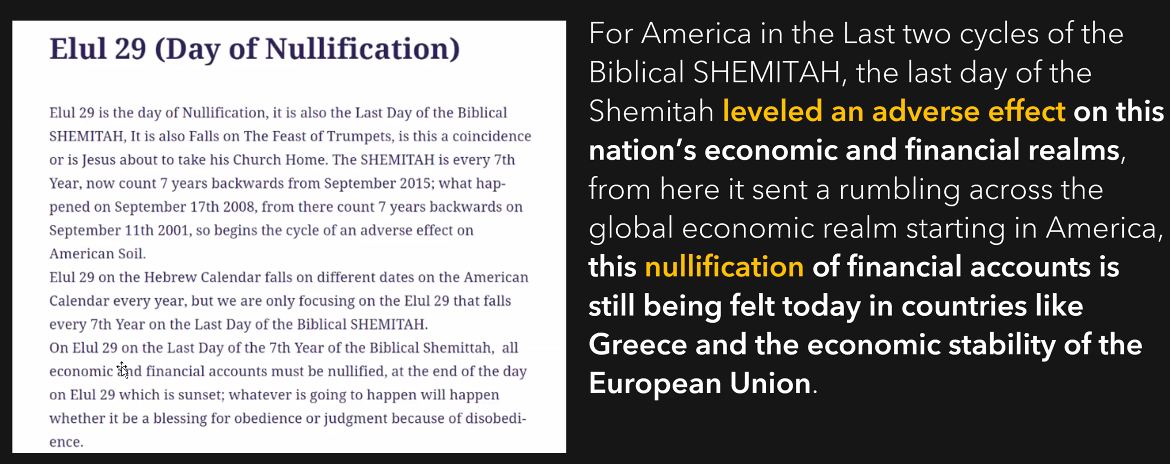 Elul 29 (Day of Nullification)
Elul 29 is the day of Nullification, it is also the Last Day of the Biblical
SHEMITAH, It is also Falls on The Feast of Trumpets, is this a coincidence
or is Jesus about to take his Church Home. The SHEMITAH is every 7th
Year, now count 7 years backwards from September 2015; what hap-
pened on September 17th 2008, from there count 7 years backwards on
September 11th 2001, so begins the cycle of an adverse effect on
American Soil.
Elul 29 on the Hebrew Calendar falls on different dates on the American
Calendar every year, but we are only focusing on the Elul 29 that falls
every 7th Year on the Last Day of the Biblical SHEMITAH.
On Elul 29 on the Last Day of the 7th Year of the Biblical Shemittah, all
economic and financial accounts must be nullified, at the end of the day
on Elul 29 which is sunset; whatever is going to happen will happen
whether it be a blessing for obedience or judgment because of disobedi-
ence.
For America in the Last two cycles of the
Biblical SHEMITAH, the last day of the
Shemitah leveled an adverse effect on this
nation’s economic and financial realms,
from here it sent a rumbling across the
global economic realm starting in America,
this nullification of financial accounts is
still being felt today in countries like
Greece and the economic stability of the
European Union.